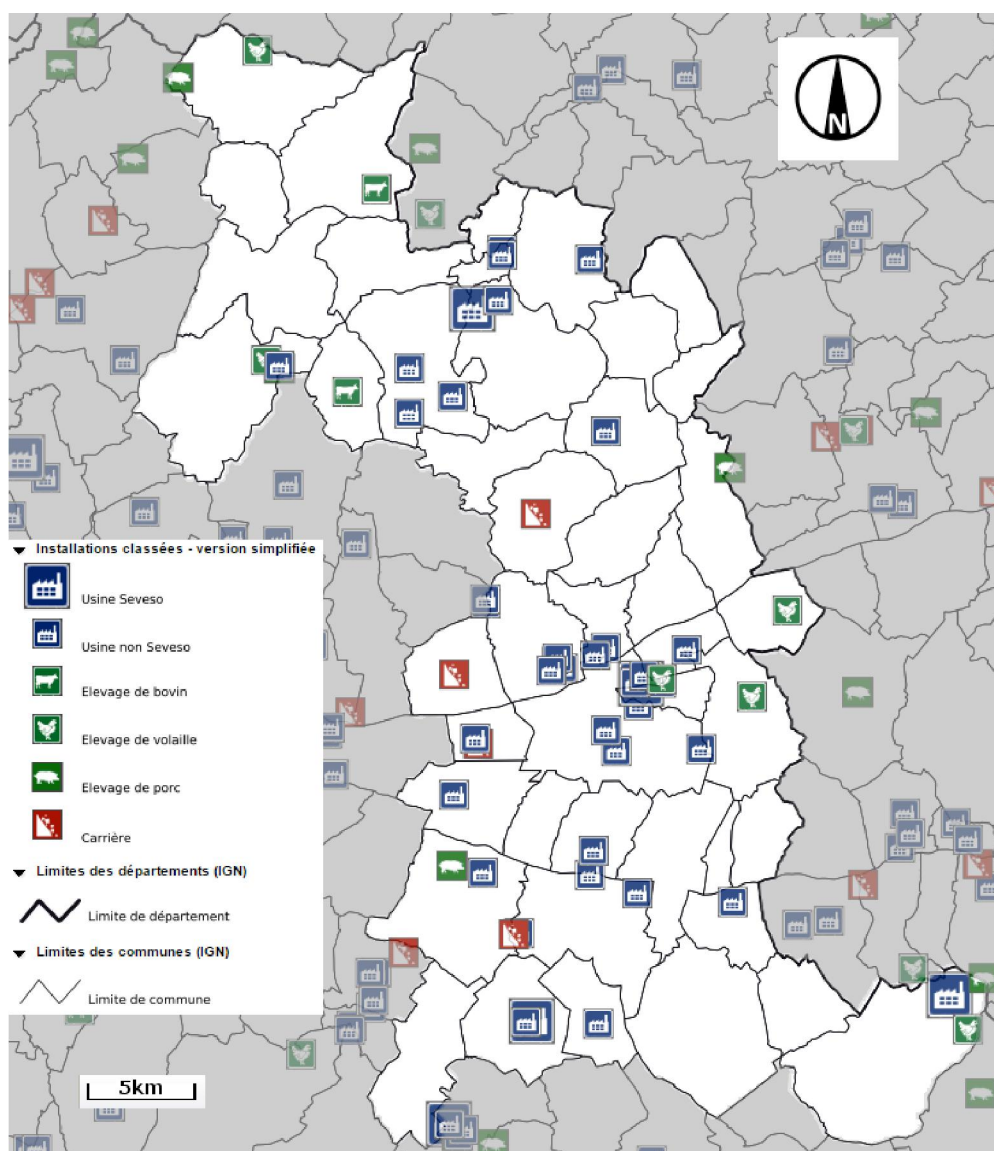 N
Installations classées - version simplifiée
Usine Seveso
Usine non Seveso
Elevage de bovin
Elevage de volaille
Elevage de porc
Carrière
Limites des départements (IGN)
Limite de département
Limites des communes (IGN)
Limite de commune
5km